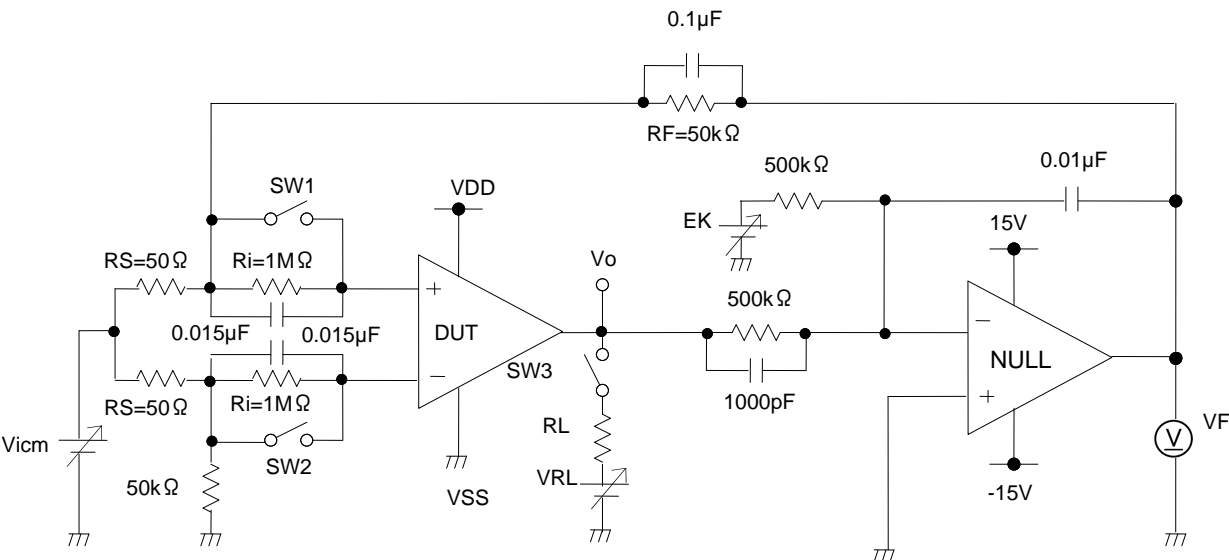 0.1µF
RF=50kΩ
500kΩ
0.01µF
SW1
VDD
EK
15V
RS=50Ω
Ri=1MΩ
Vo
+
500kΩ
−
0.015µF
0.015µF
DUT
SW3
NULL
−
RS=50Ω
Ri=1MΩ
1000pF
+
RL
VF
V
Vicm
SW2
VRL
50kΩ
VSS
-15V